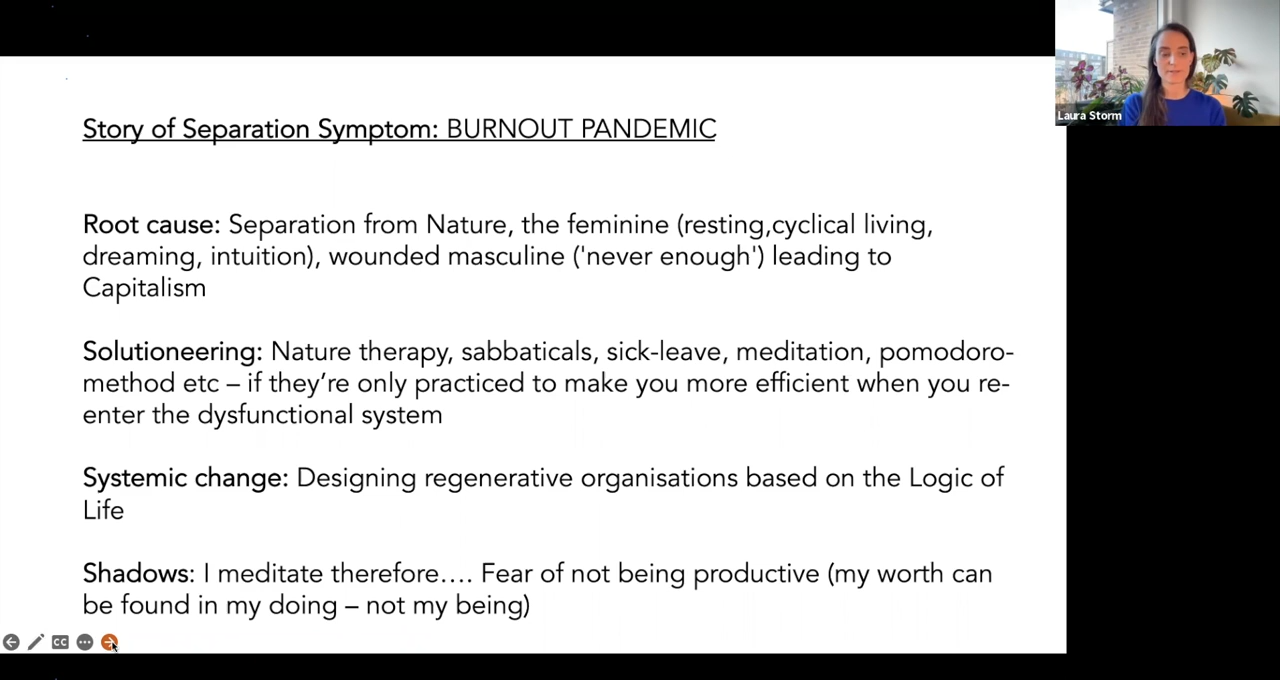 Story of Separation Symptom: BURNOUT PANDEMIC
Root cause: Separation from Nature, the feminine (resting,cyclical living,
dreaming, intuition), wounded masculine ('never enough') leading to
Capitalism
Solutioneering: Nature therapy, sabbaticals, sick-leave, meditation, pomodoro-
method etc – if they’re only practiced to make you more efficient when you re-
enter the dysfunctional system
Systemic change: Designing regenerative organisations based on the Logic of
Life
Shadows: I meditate therefore…. Fear of not being productive (my worth can
be found in my doing – not my being)
CC
Laura Storm